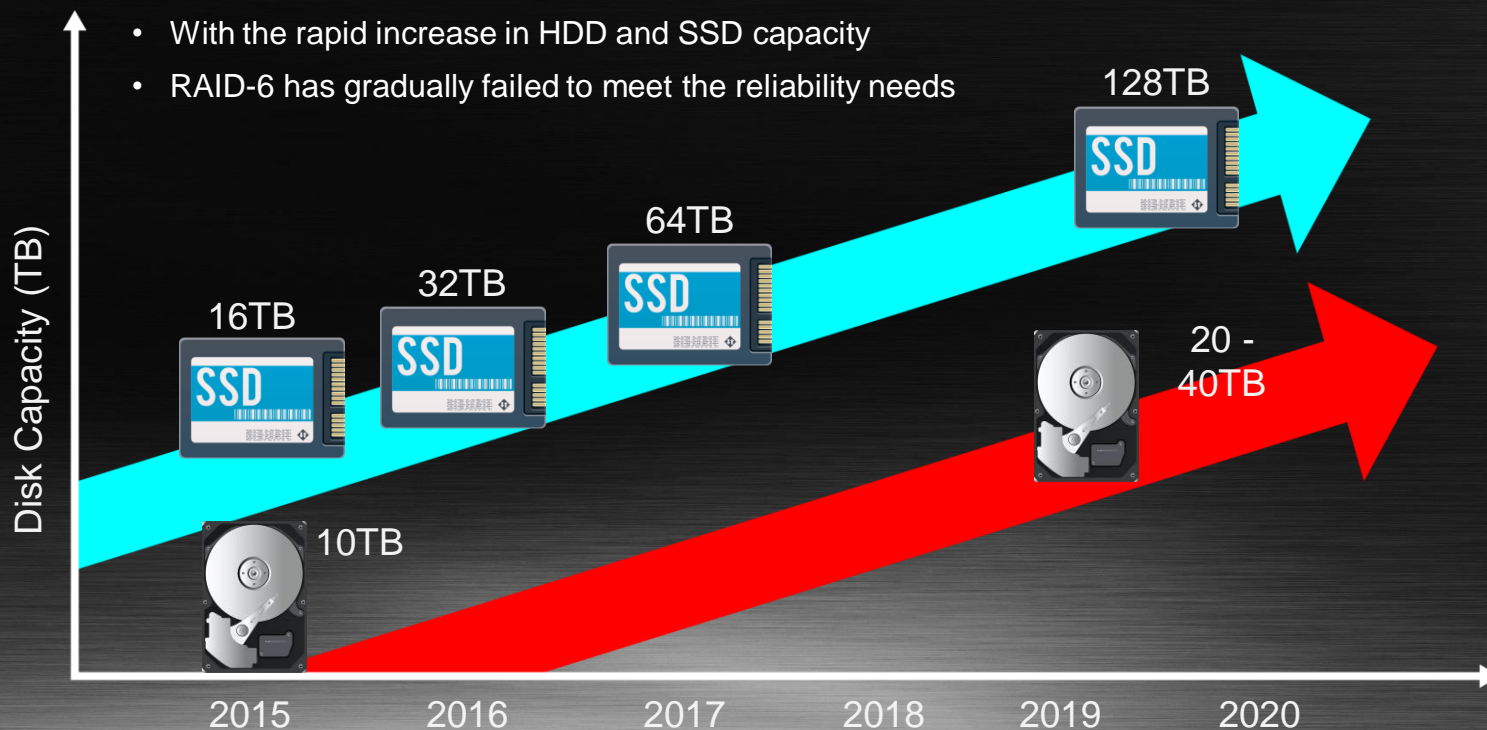 • With the rapid increase in HDD and SSD capacity
• RAID-6 has gradually failed to meet the reliability needs
128TB
SSD
64TB
SSD
32TB
SSD
16TB
SSD
20 -
40TB
10TB
Disk Capacity (TB)
2015 2016 2017 2018 2019 2020